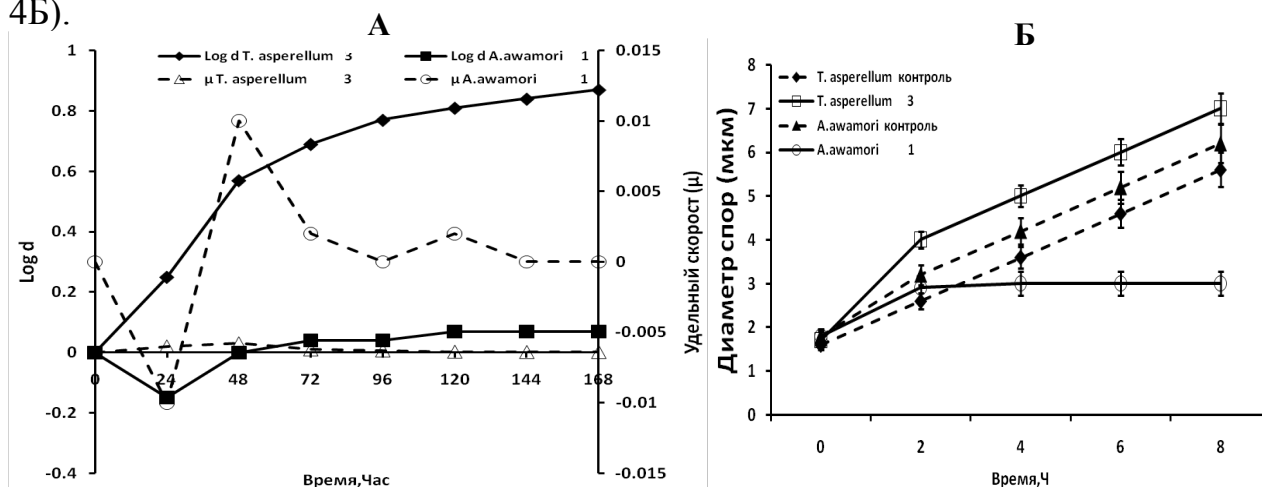 4Б).
А
Log d T. asperellum 3
Log d A.awamori 1
μ T. asperellum 3
μ A.awamori 1
1
0.8
0.6
0.4
0.2
0
-0.2
-0.4
Log d
0
24
48
72
96
120
144
168
Время,Час
0.015
0.01
0.005
0
-0.005
-0.01
-0.015
Удельный скорост (μ)
Б
T. asperellum контроль
T. asperellum 3
A.awamori контроль
A.awamori 1
8
7
6
5
4
3
2
1
0
Диаметр спор (мкм)
0
2
4
6
8
Время,Ч